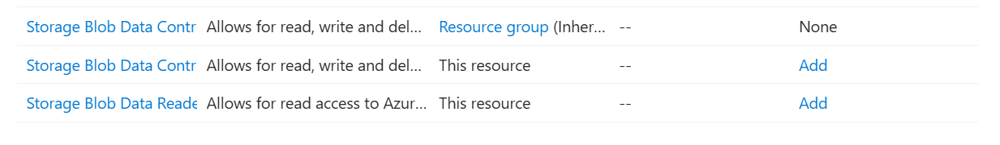 Storage Blob Data Contr Allows for read, write and del... Resource group (Inher... -- None
Storage Blob Data Contr Allows for read, write and del... This resource -- Add
Storage Blob Data Reade Allows for read access to Azur... This resource -- Add